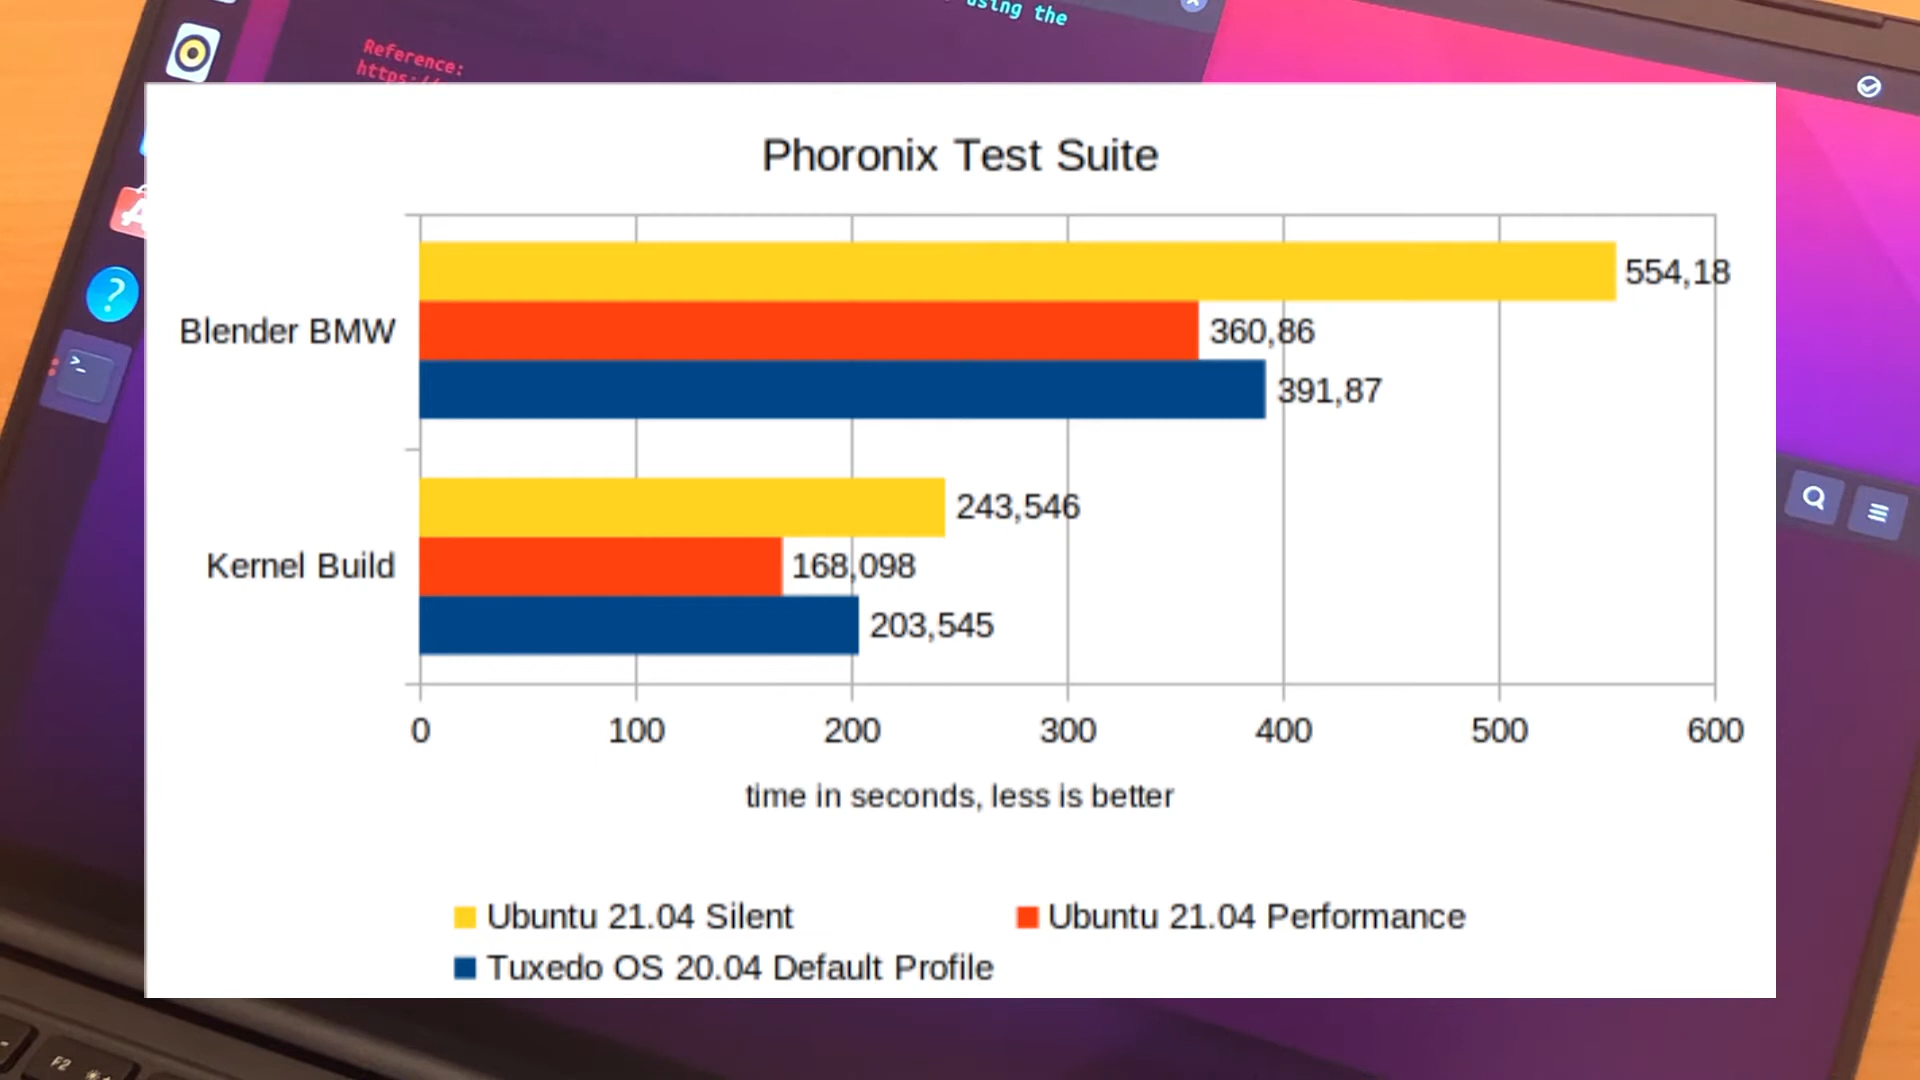 using the
Reference:
Phoronix Test Suite
554,18
Blender BMW
360,86
391,87
243,546
Kernel Build
168,098
203,545
0 100 200 300 400 500 600
time in seconds, less is better
Ubuntu 21.04 Silent
Ubuntu 21.04 Performance
Tuxedo OS 20.04 Default Profile
F2